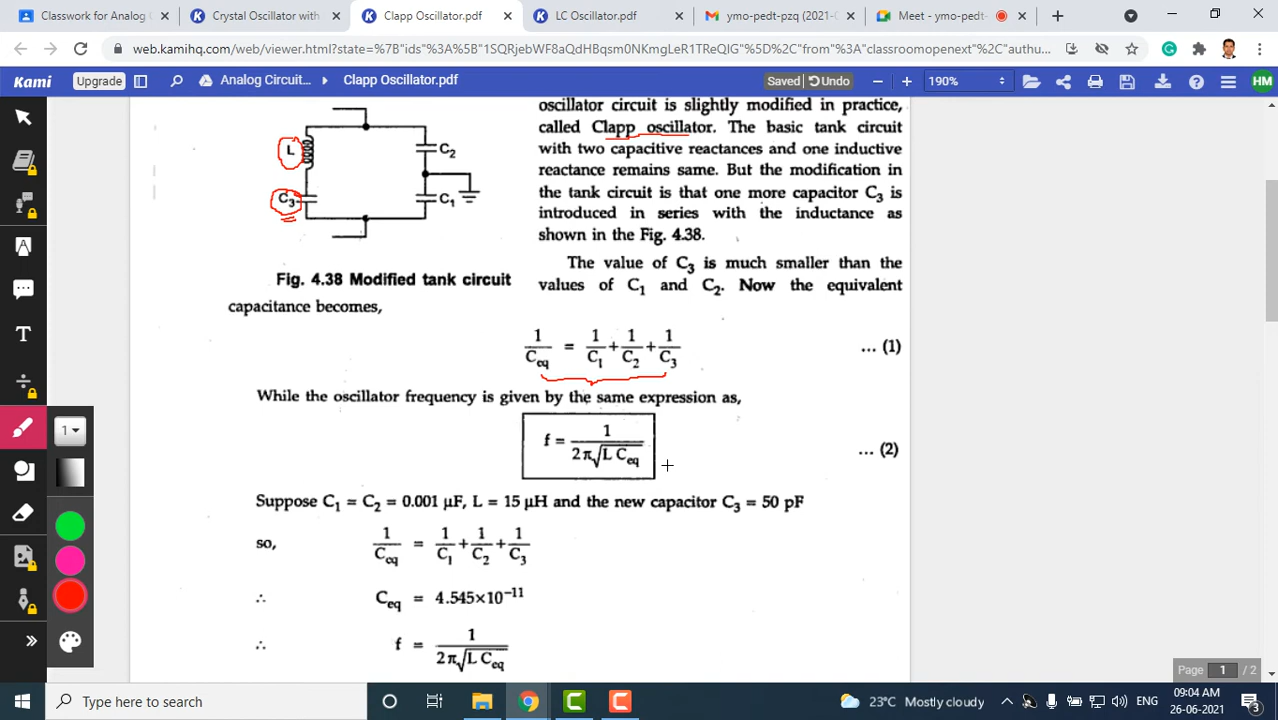 Classwork for Analog C
Crystal Oscillator with
Clapp Oscillator.pdf
LC Oscillator.pdf
ymo-pedt-pzq (2021-
Meet - ymo-pedt-
web.kamihq.com/web/viewer.html?state=%7B"ids"%3A%5B"1SQRjebWF8aQdHBqsm0NKmgLeR1TReQlG"%5D%2C"from"%3A"classroomopenext"%2C"authu...
Kami Upgrade Analog Circuit... Clapp Oscillator.pdf Saved Undo 190% HM
oscillator circuit is slightly modified in practice,
called Clapp oscillator. The basic tank circuit
with two capacitive reactances and one inductive
reactance remains same. But the modification in
the tank circuit is that one more capacitor C3 is
introduced in series with the inductance as
shown in the Fig. 4.38.
L
C2
C3
C1
The value of C3 is much smaller than the
Fig. 4.38 Modified tank circuit
values of C1 and C2. Now the equivalent
capacitance becomes,
1/Ceq = 1/C1 + 1/C2 + 1/C3 ... (1)
While the oscillator frequency is given by the same expression as,
f = 1/2π√L Ceq ... (2)
Suppose C1 = C2 = 0.001 μF, L = 15 μH and the new capacitor C3 = 50 pF
so, 1/Ceq = 1/C1 + 1/C2 + 1/C3
∴ Ceq = 4.545×10−11
∴ f = 1/2π√L Ceq
T
1
Page 1 / 2
Type here to search
23°C Mostly cloudy
ENG
09:04 AM
26-06-2021
3